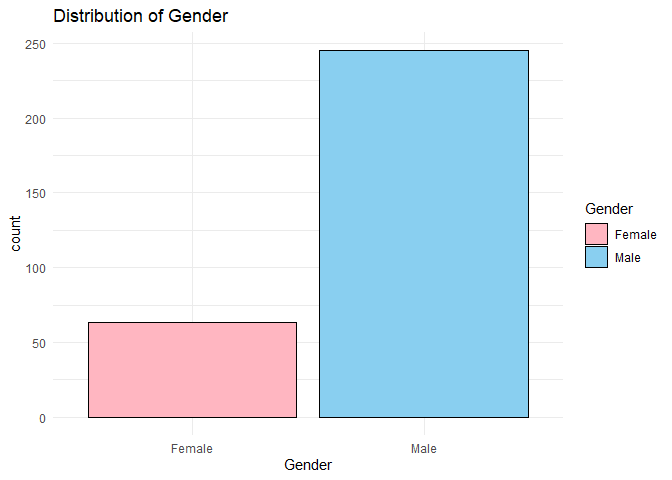 Distribution of Gender
250
200
150
100
50
0
count
Female
Male
Gender
Gender
Female
Male